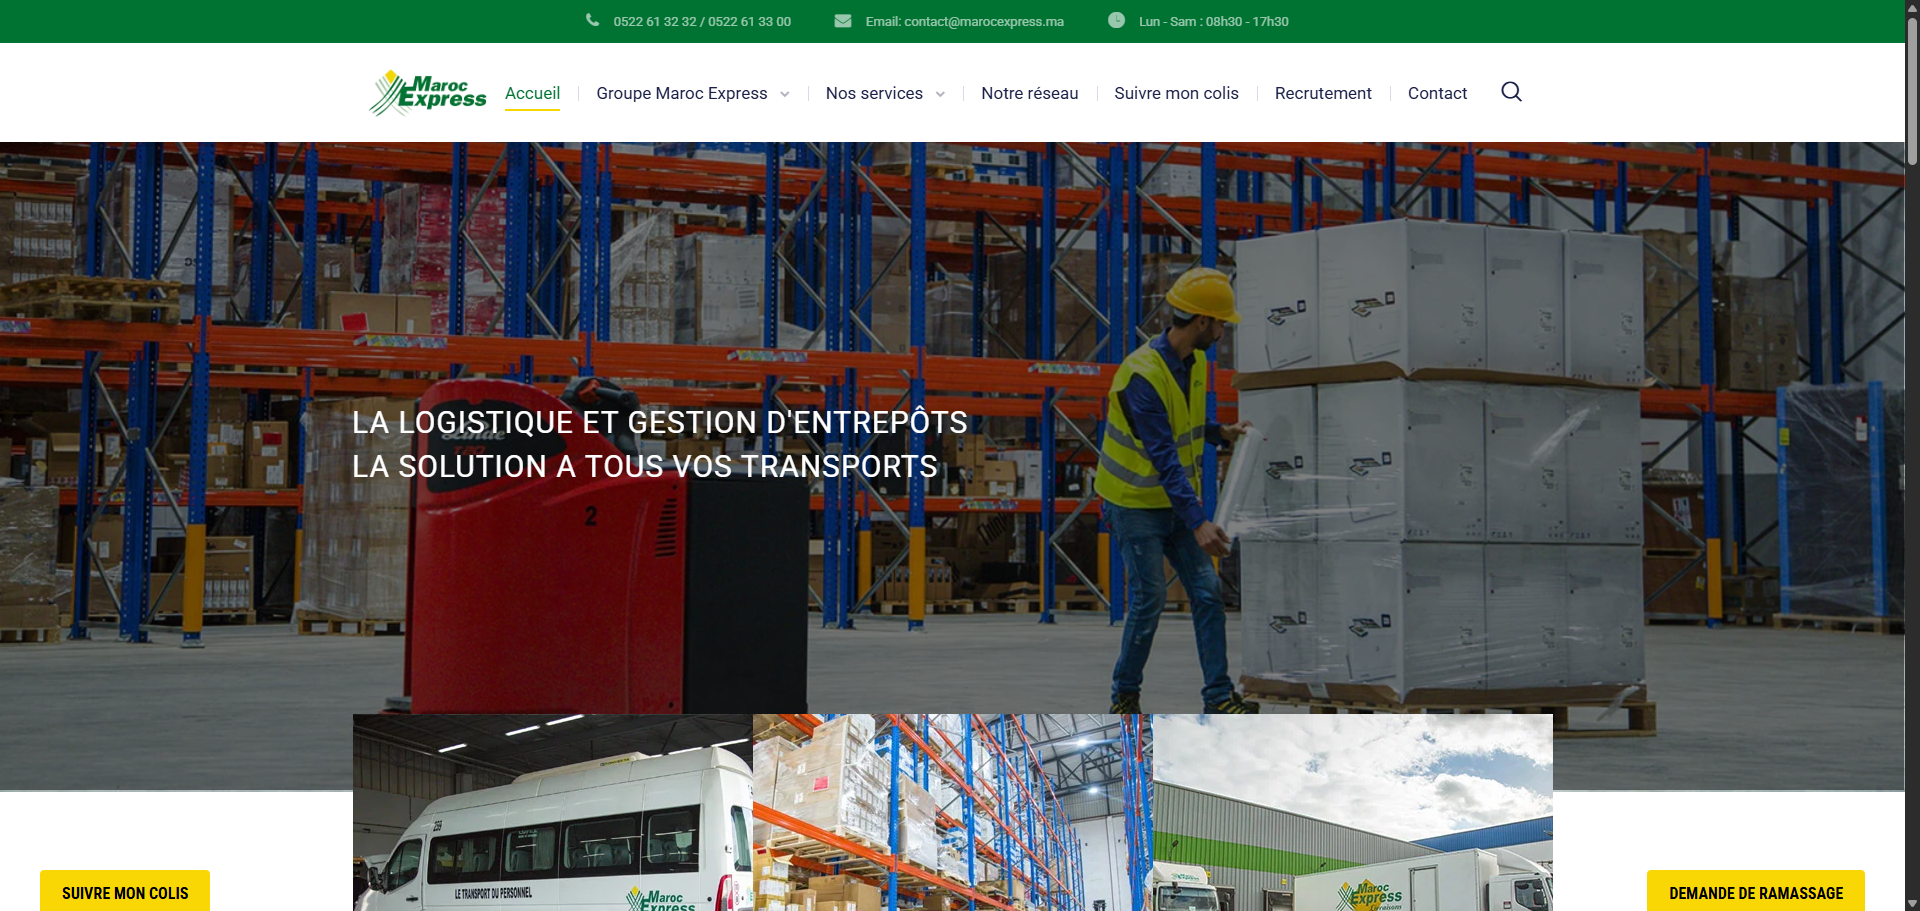 0522 61 32 32 / 0522 61 33 00
Email: contact@marocexpress.ma
Lun - Sam : 08h30 - 17h30
Maroc
Express
Accueil
Groupe Maroc Express
Nos services
Notre réseau
Suivre mon colis
Recrutement
Contact
LA LOGISTIQUE ET GESTION D'ENTREPÔTS
LA SOLUTION A TOUS VOS TRANSPORTS
2
259
LE TRANSPORT DU PERSONNEL
Maroc
Express
Maroc
Express
SUIVRE MON COLIS
DEMANDE DE RAMASSAGE